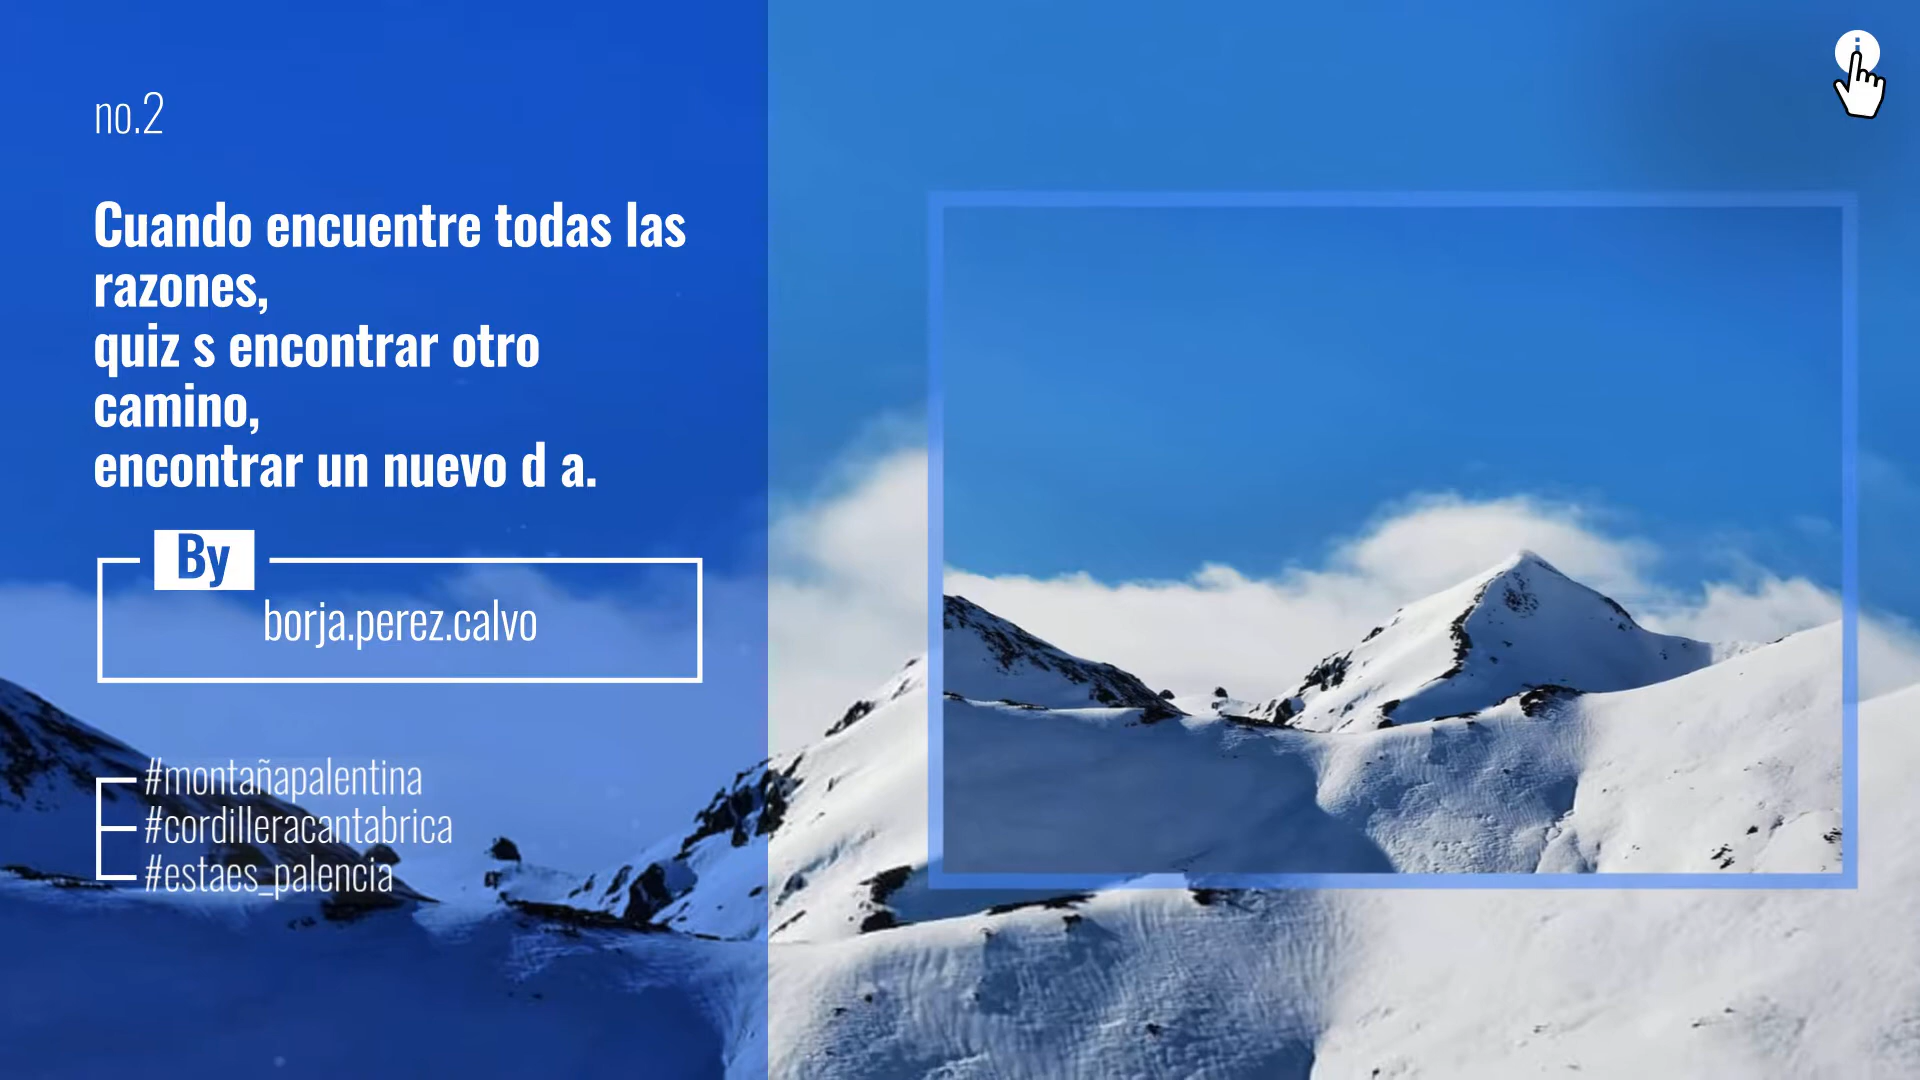 no.2
Cuando encuentre todas las
razones,
quiz s encontrar otro
camino,
encontrar un nuevo d a.
By
borja.perez.calvo
#montañapalentina
#cordilleracantabrica
#estaes_palencia